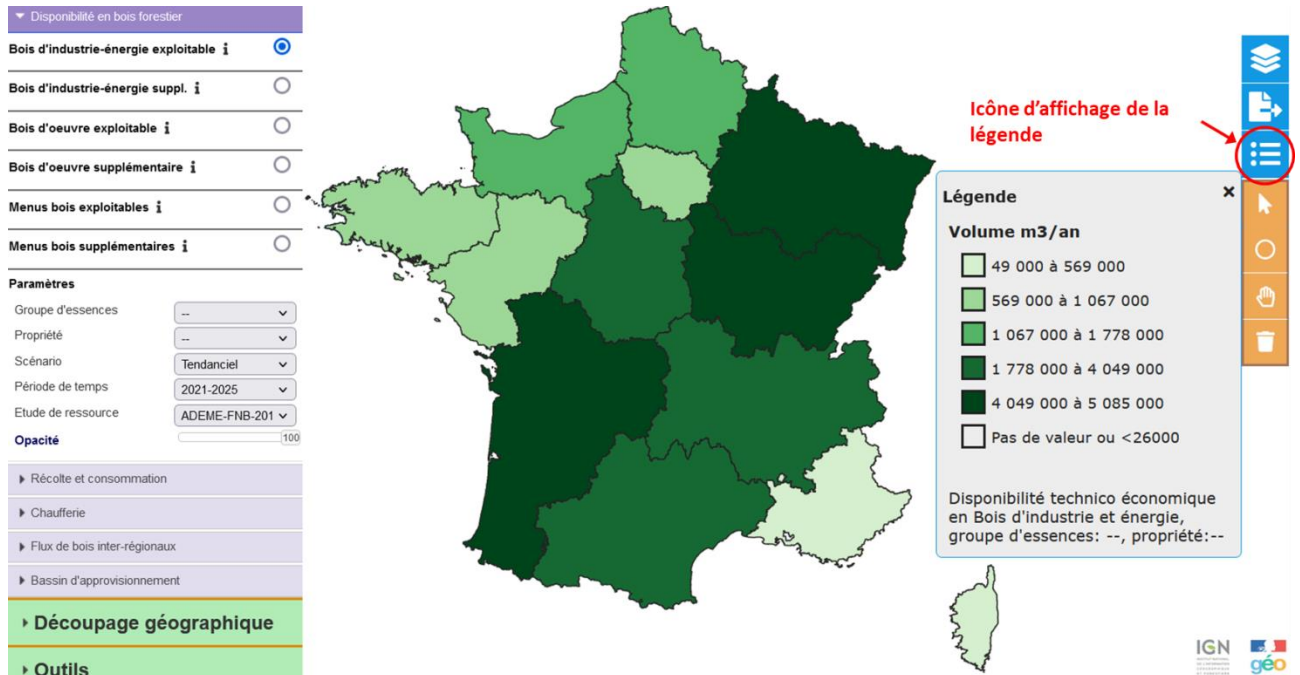 Disponibilité en bois forestier
Bois d'industrie-énergie exploitable i
Bois d'industrie-énergie suppl. i
Bois d'oeuvre exploitable i
Bois d'oeuvre supplémentaire i
Menus bois exploitables i
Menus bois supplémentaires i
Paramètres
Groupe d'essences --
Propriété --
Scénario Tendanciel
Période de temps 2021-2025
Etude de ressource ADEME-FNB-201
Opacité 100
Récolte et consommation
Chaufferie
Flux de bois inter-régionaux
Bassin d'approvisionnement
Découpage géographique
Outils
Icône d'affichage de la
légende
Légende
Volume m3/an
49 000 à 569 000
569 000 à 1 067 000
1 067 000 à 1 778 000
1 778 000 à 4 049 000
4 049 000 à 5 085 000
Pas de valeur ou <26000
Disponibilité technico économique
en Bois d'industrie et énergie,
groupe d'essences: --, propriété:--
IGN
géo